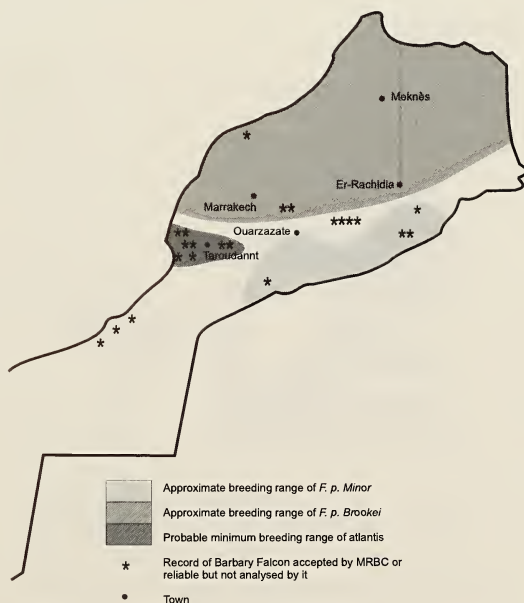 Meknès
Er-Rachidia
Marrakech
Ouarzazate
Taroudannt
Approximate breeding range of F. p. Minor
Approximate breeding range of F. p. Brookei
Probable minimum breeding range of atlantis
Record of Barbary Falcon accepted by MRBC or
reliable but not analysed by it
Town